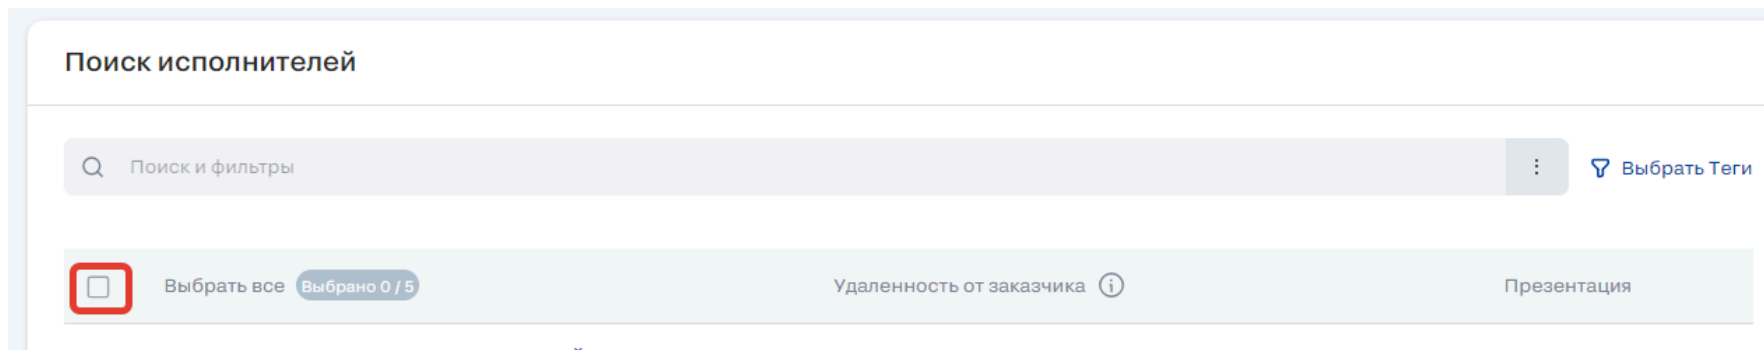 Поиск исполнителей
Поиск и фильтры
Выбрать Теги
Выбрать все Выбрано 0 / 5 Удаленность от заказчика Презентация